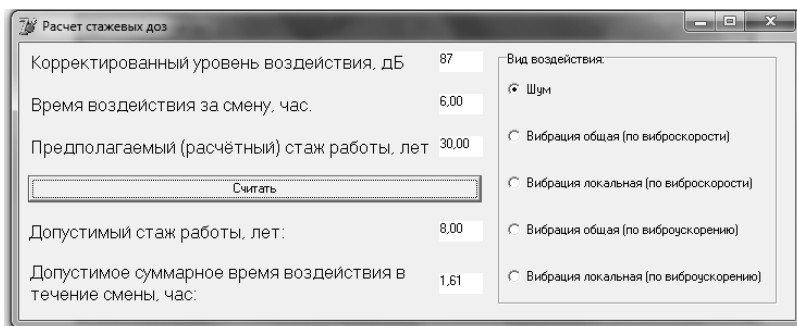 Расчет стажевых доз
Корректированный уровень воздействия, дБ 87
Время воздействия за смену, час. 6,00
Предполагаемый (расчётный) стаж работы, лет 30,00
Считать
Допустимый стаж работы, лет: 8,00
Допустимое суммарное время воздействия в
течение смены, час: 1,61
Вид воздействия:
Шум
Вибрация общая (по виброскорости)
Вибрация локальная (по виброскорости)
Вибрация общая (по виброускорению)
Вибрация локальная (по виброускорению)